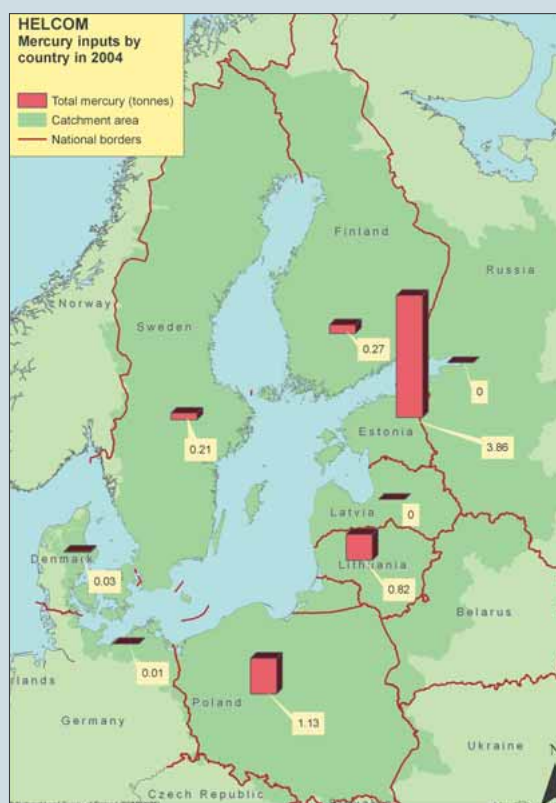 HELCOM
Mercury inputs by
country in 2004
Total mercury (tonnes)
Catchment area
National borders
Finland
Russia
Norway
Sweden
0.27
0
0.21
Estonia
3.86
Latvia
0
Denmark
Lithuania
0.03
0.82
Belarus
0.01
erlands
Poland
Germany
1.13
Ukraine
N
Czech Republic